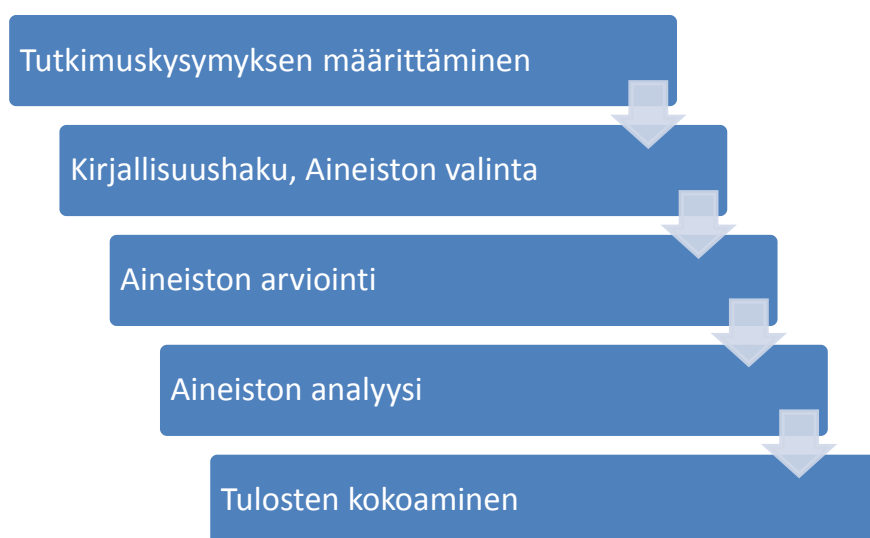 Tutkimuskysymyksen määrittäminen
Kirjallisuushaku, Aineiston valinta
Aineiston arviointi
Aineiston analyysi
Tulosten kokoaminen